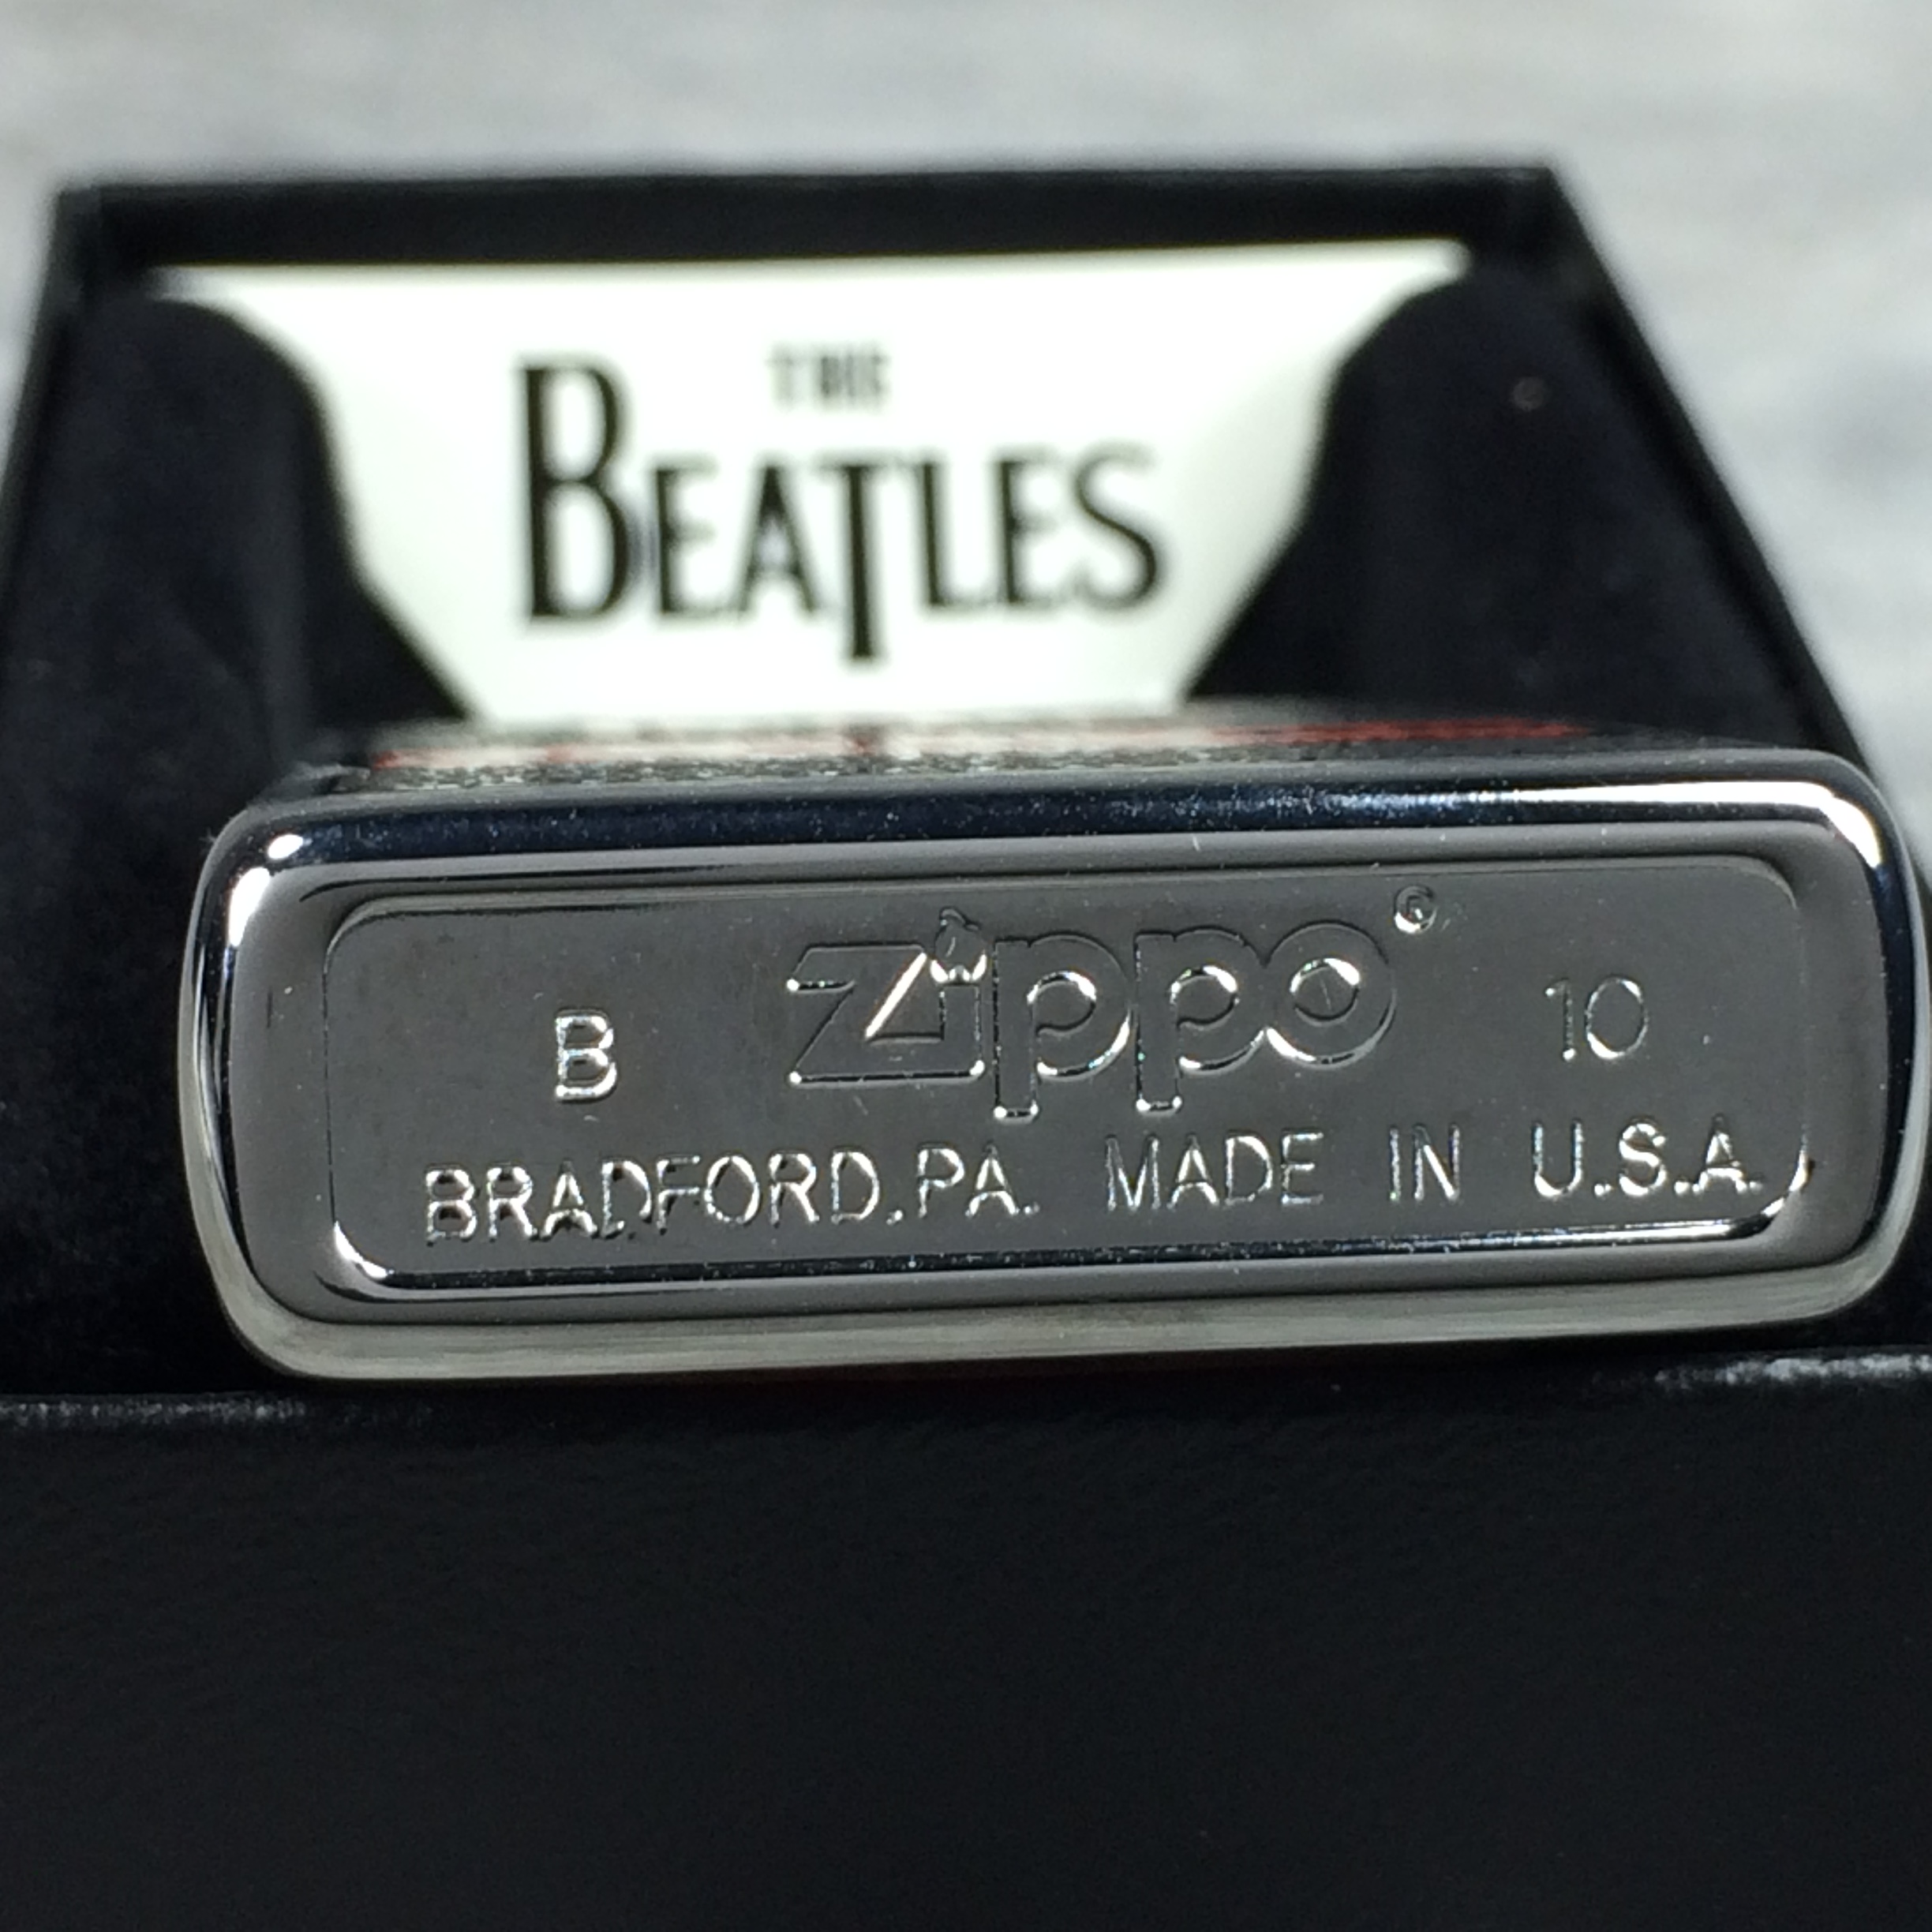 THE
BEATLES
B zippo ® 10
BRADFORD,PA. MADE IN U.S.A.